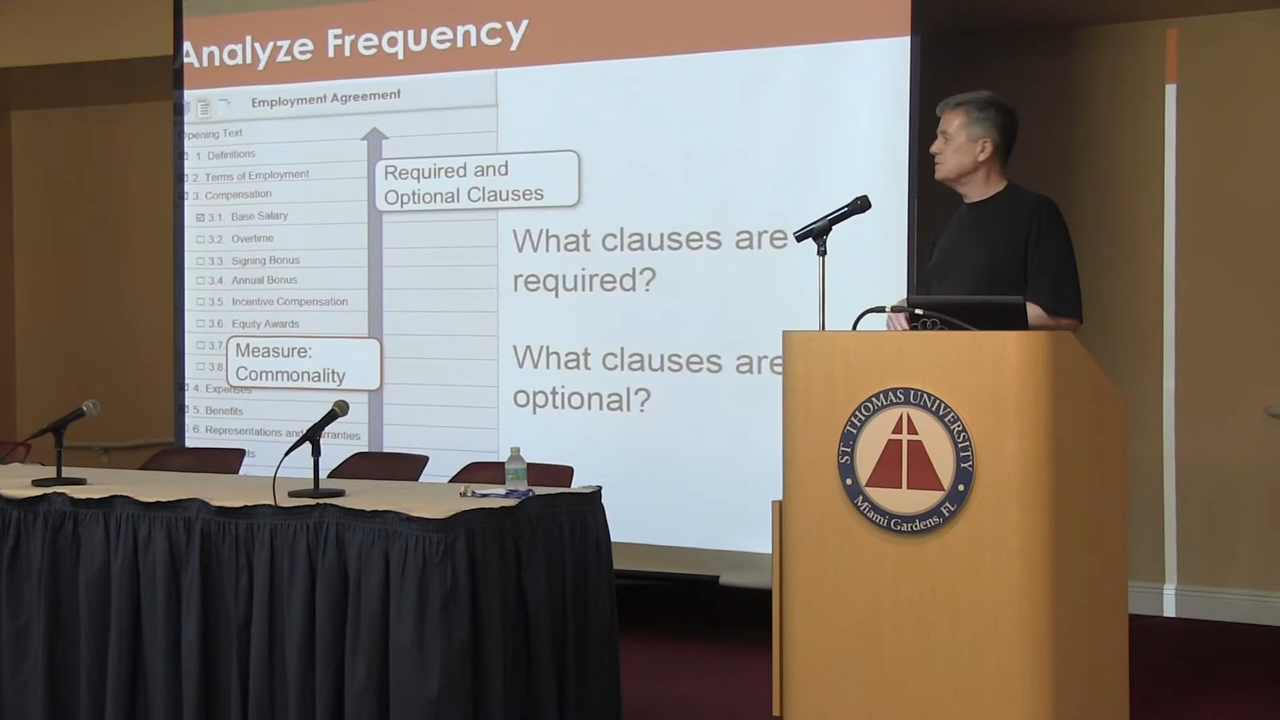 Analyze Frequency
Employment Agreement
Opening Text
1. Definitions
2. Terms of Employment
3. Compensation
3.1. Base Salary
3.2. Overtime
3.3. Signing Bonus
3.4. Annual Bonus
3.5. Incentive Compensation
3.6. Equity Awards
3.7
3.8.
4. Expenses
5. Benefits
6. Representations and
Required and
Optional Clauses
Measure:
Commonality
What clauses are
required?
What clauses are
optional?
ST. THOMAS UNIVERSITY
Miami Gardens, FL